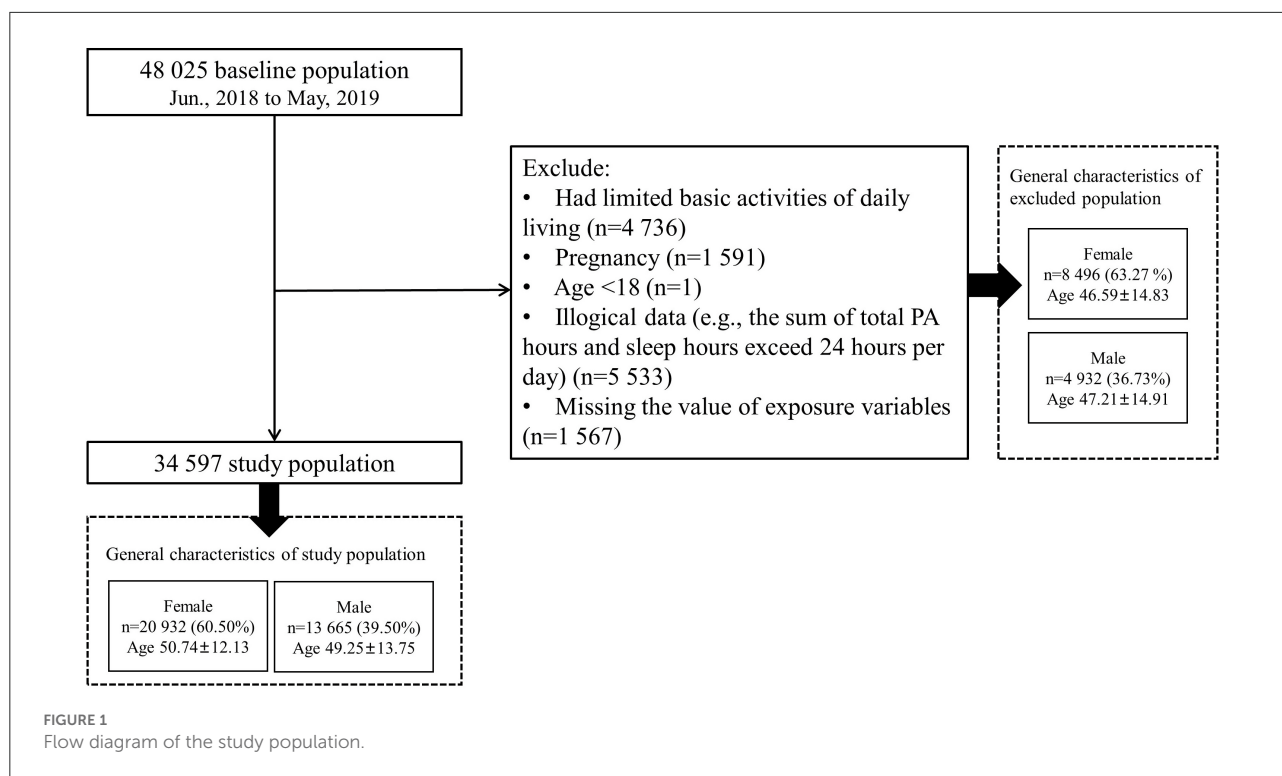 48 025 baseline population
Jun., 2018 to May, 2019
Exclude:
• Had limited basic activities of daily
living (n=4 736)
• Pregnancy (n=1 591)
• Age <18 (n=1)
• Illogical data (e.g., the sum of total PA
hours and sleep hours exceed 24 hours per
day) (n=5 533)
• Missing the value of exposure variables
(n=1 567)
General characteristics of
excluded population
Female
n=8 496 (63.27 %)
Age 46.59±14.83
Male
n=4 932 (36.73%)
Age 47.21±14.91
34 597 study population
General characteristics of study population
Female
n=20 932 (60.50%)
Age 50.74±12.13
Male
n=13 665 (39.50%)
Age 49.25±13.75
FIGURE 1
Flow diagram of the study population.